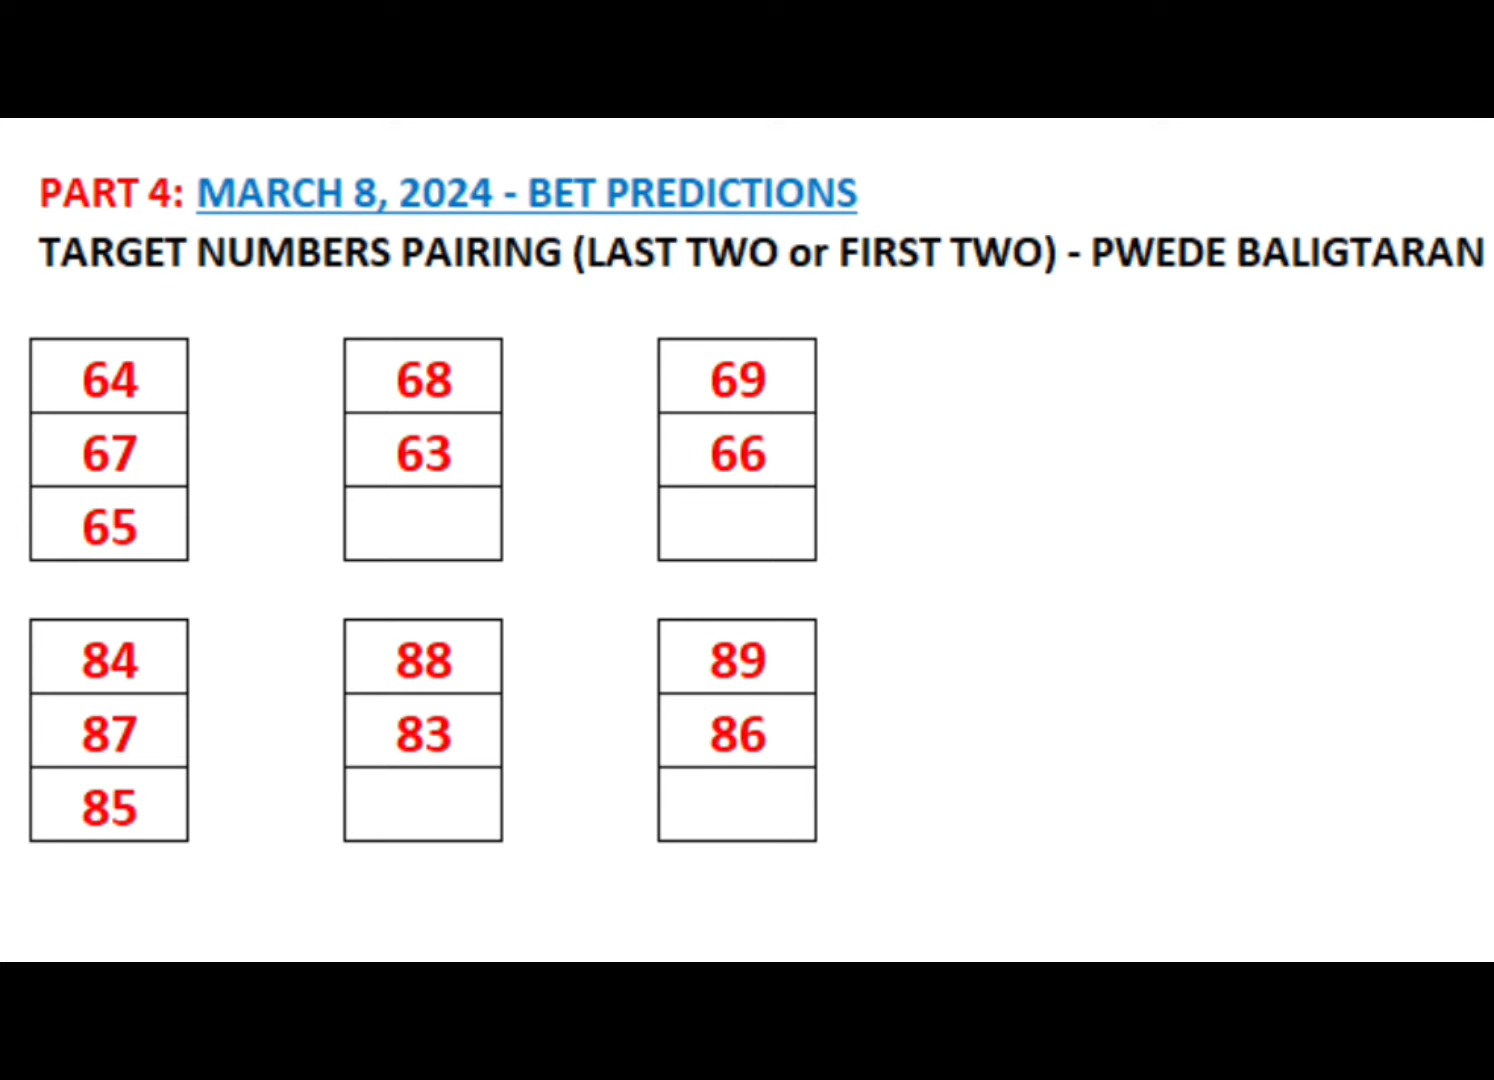 PART 4: MARCH 8, 2024 - BET PREDICTIONS
TARGET NUMBERS PAIRING (LAST TWO or FIRST TWO) - PWEDE BALIGTARAN
64 68 69
67 63 66
65
84 88 89
87 83 86
85